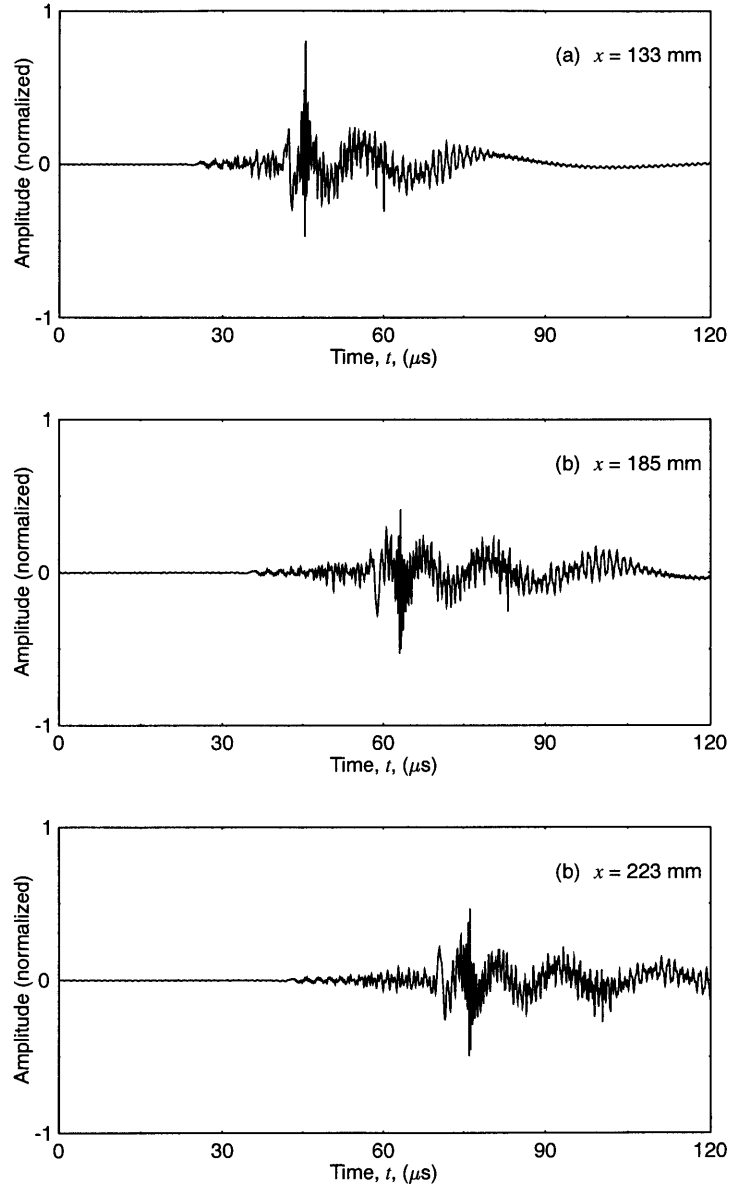 1
(a) x = 133 mm
Amplitude (normalized)
0
-1
0 30 60 90 120
Time, t, (μs)
1
(b) x = 185 mm
Amplitude (normalized)
0
-1
0 30 60 90 120
Time, t, (μs)
1
(b) x = 223 mm
Amplitude (normalized)
0
-1
0 30 60 90 120
Time, t, (μs)